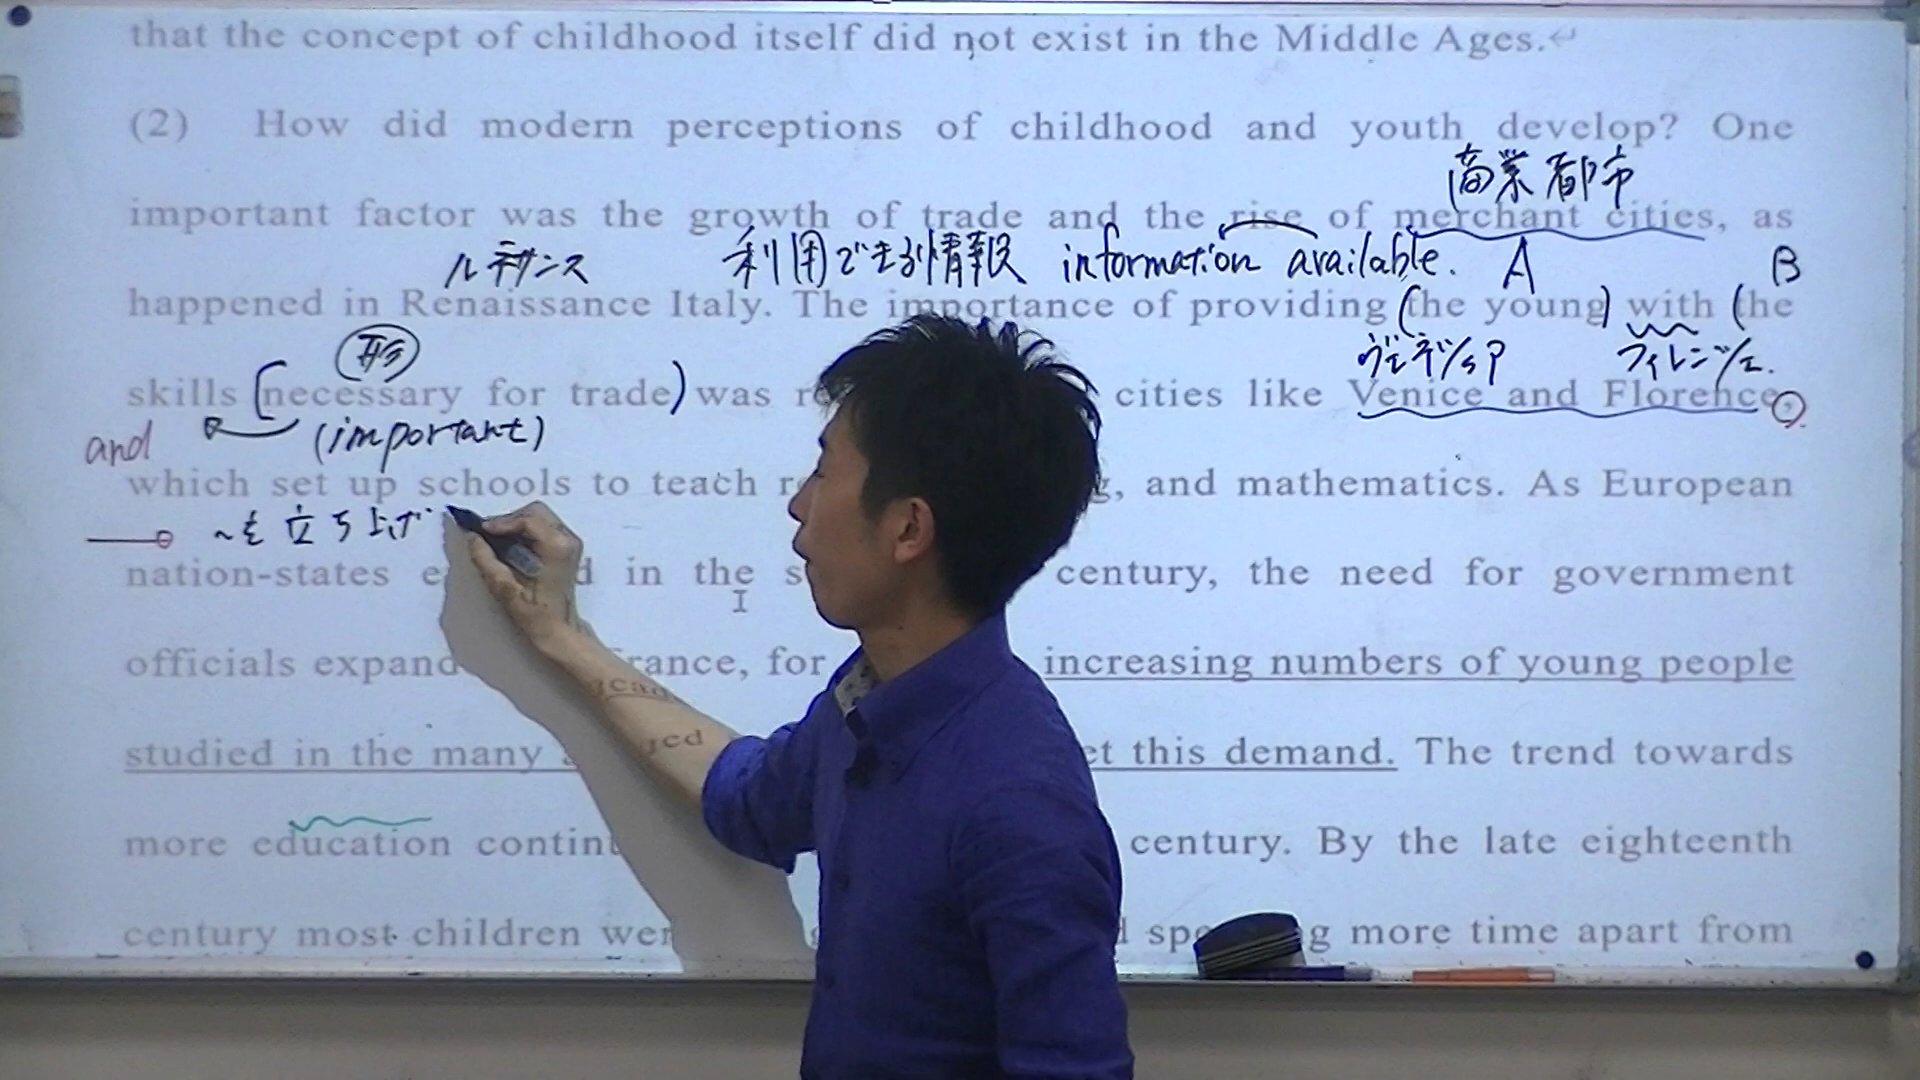 that the concept of childhood itself did not exist in the Middle Ages.↵
(2) How did modern perceptions of childhood and youth develop? One
商業都市
important factor was the growth of trade and the rise of merchant cities, as
ルネサンス 利用できる情報 information available. A B
happened in Renaissance Italy. The importance of providing (the young) with (the
形 ヴェネツィア フィレンツェ.
skills [necessary for trade) was cities like Venice and Florence,
and (important)
which set up schools to teach and mathematics. As European
~を立ち上げ
nation-states in the century, the need for government
officials for increasing numbers of young people
studied in the many this demand. The trend towards
more education century. By the late eighteenth
century most children more time apart from